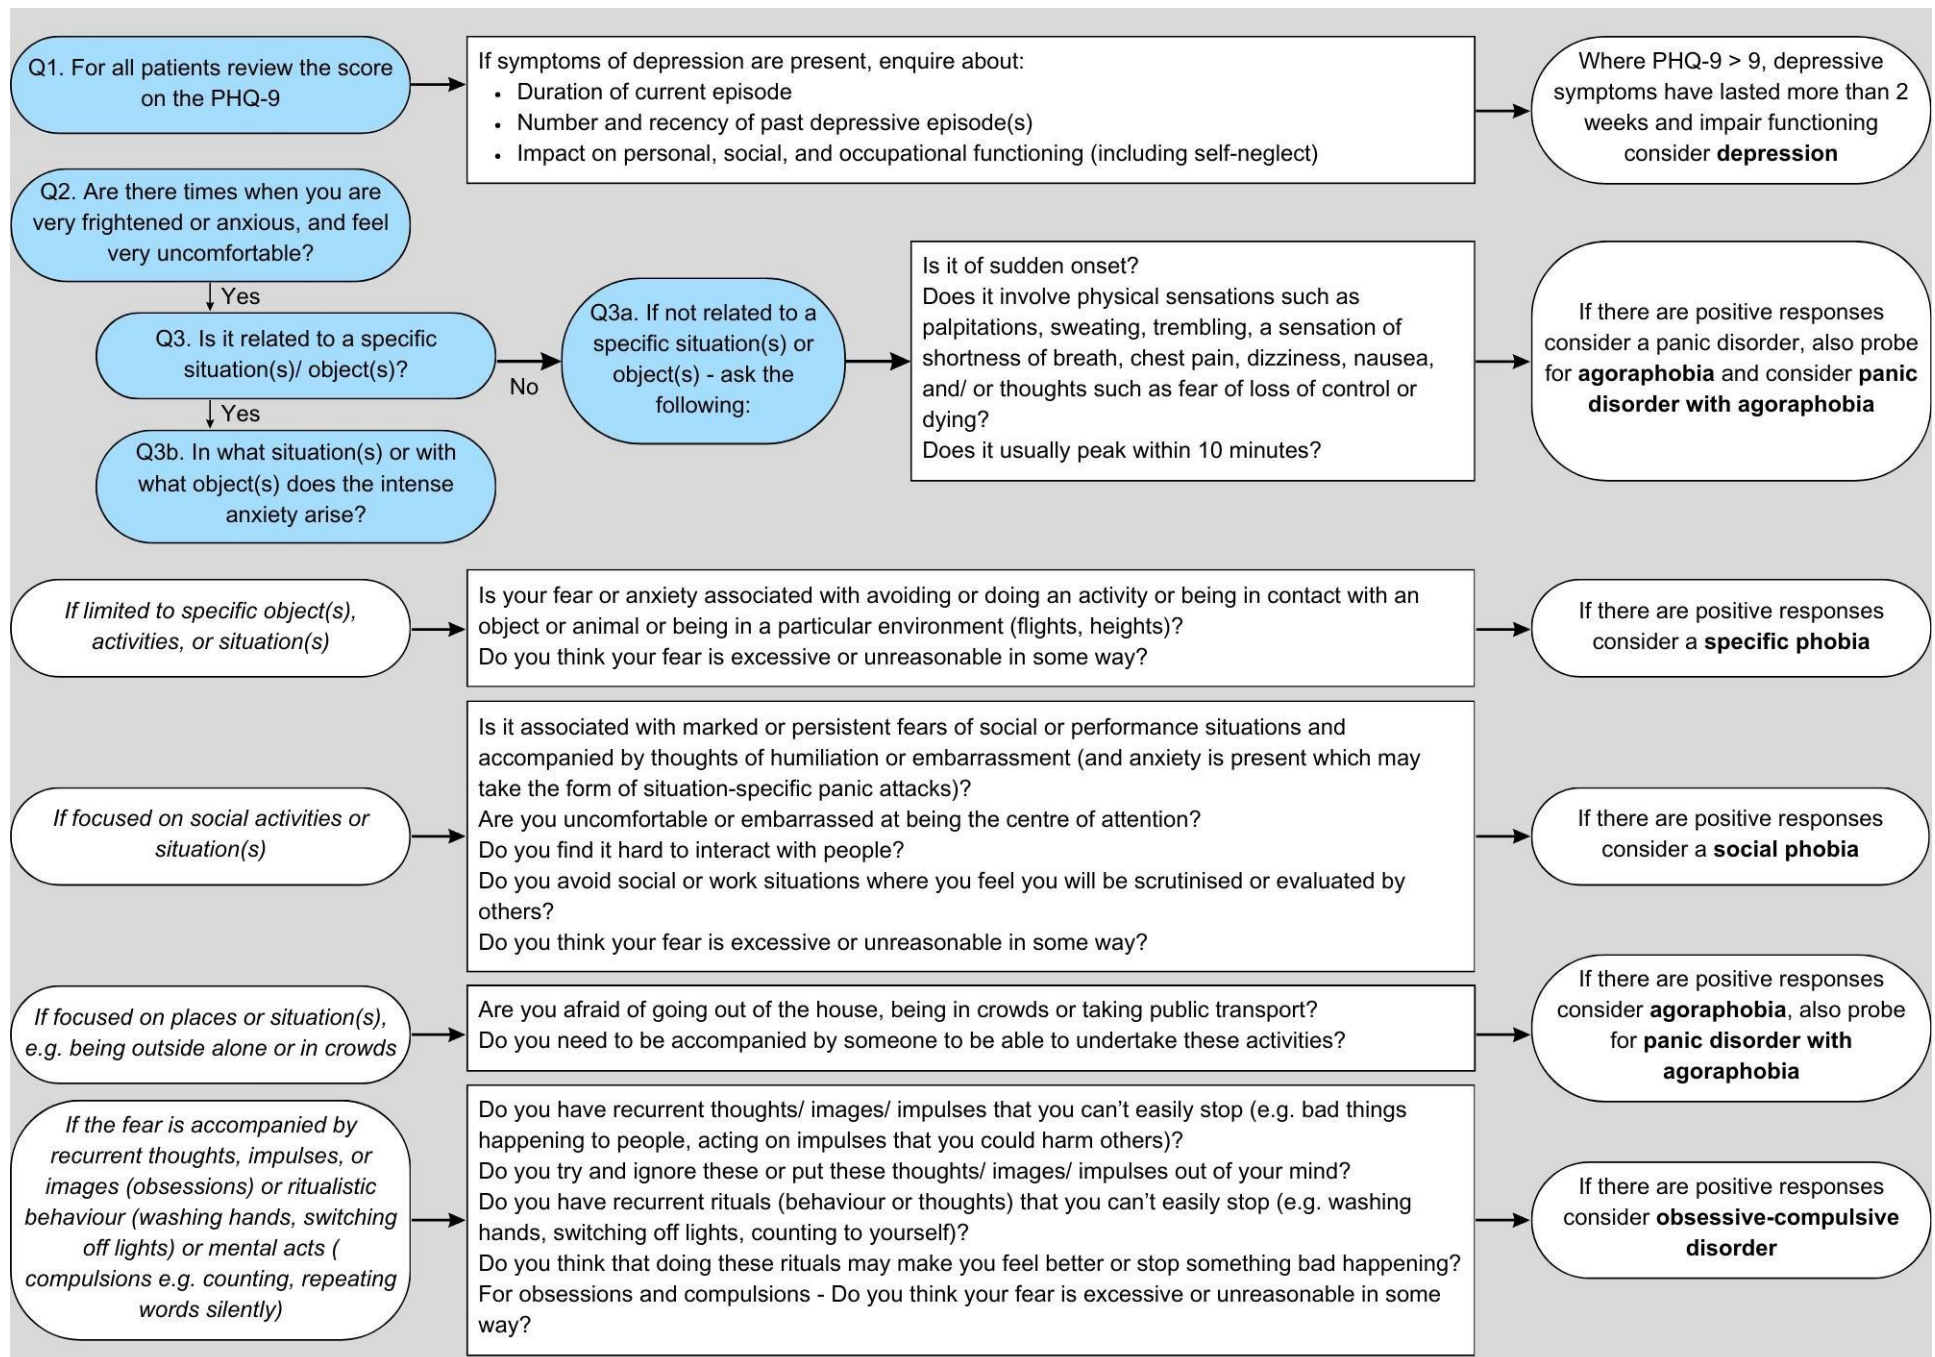 Q1. For all patients review the score
on the PHQ-9
If symptoms of depression are present, enquire about:
• Duration of current episode
• Number and recency of past depressive episode(s)
• Impact on personal, social, and occupational functioning (including self-neglect)
Where PHQ-9 > 9, depressive
symptoms have lasted more than 2
weeks and impair functioning
consider depression
Q2. Are there times when you are
very frightened or anxious, and feel
very uncomfortable?
Yes
Q3. Is it related to a specific
situation(s)/ object(s)?
No
Q3a. If not related to a
specific situation(s) or
object(s) - ask the
following:
Is it of sudden onset?
Does it involve physical sensations such as
palpitations, sweating, trembling, a sensation of
shortness of breath, chest pain, dizziness, nausea,
and/ or thoughts such as fear of loss of control or
dying?
Does it usually peak within 10 minutes?
If there are positive responses
consider a panic disorder, also probe
for agoraphobia and consider panic
disorder with agoraphobia
Yes
Q3b. In what situation(s) or with
what object(s) does the intense
anxiety arise?
If limited to specific object(s),
activities, or situation(s)
Is your fear or anxiety associated with avoiding or doing an activity or being in contact with an
object or animal or being in a particular environment (flights, heights)?
Do you think your fear is excessive or unreasonable in some way?
If there are positive responses
consider a specific phobia
If focused on social activities or
situation(s)
Is it associated with marked or persistent fears of social or performance situations and
accompanied by thoughts of humiliation or embarrassment (and anxiety is present which may
take the form of situation-specific panic attacks)?
Are you uncomfortable or embarrassed at being the centre of attention?
Do you find it hard to interact with people?
Do you avoid social or work situations where you feel you will be scrutinised or evaluated by
others?
Do you think your fear is excessive or unreasonable in some way?
If there are positive responses
consider a social phobia
If focused on places or situation(s),
e.g. being outside alone or in crowds
Are you afraid of going out of the house, being in crowds or taking public transport?
Do you need to be accompanied by someone to be able to undertake these activities?
If there are positive responses
consider agoraphobia, also probe
for panic disorder with
agoraphobia
If the fear is accompanied by
recurrent thoughts, impulses, or
images (obsessions) or ritualistic
behaviour (washing hands, switching
off lights) or mental acts (
compulsions e.g. counting, repeating
words silently)
Do you have recurrent thoughts/ images/ impulses that you can’t easily stop (e.g. bad things
happening to people, acting on impulses that you could harm others)?
Do you try and ignore these or put these thoughts/ images/ impulses out of your mind?
Do you have recurrent rituals (behaviour or thoughts) that you can’t easily stop (e.g. washing
hands, switching off lights, counting to yourself)?
Do you think that doing these rituals may make you feel better or stop something bad happening?
For obsessions and compulsions - Do you think your fear is excessive or unreasonable in some
way?
If there are positive responses
consider obsessive-compulsive
disorder